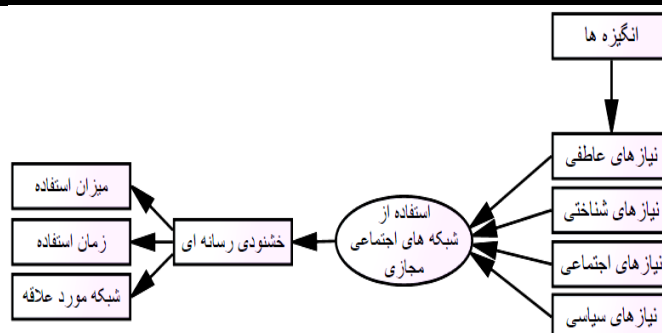 انگیزه ها
نیازهای عاطفی
نیازهای شناختی
نیازهای اجتماعی
نیازهای سیاسی
استفاده از
شبکه های اجتماعی
مجازی
خشنودی رسانه ای
میزان استفاده
زمان استفاده
شبکه مورد علاقه